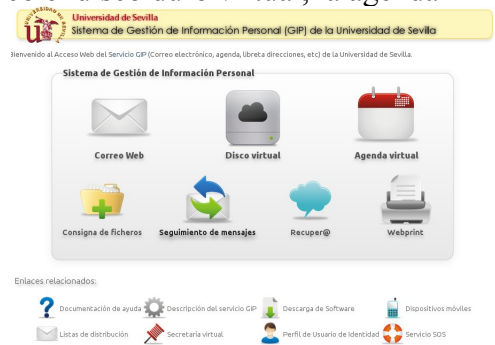 Universidad de Sevilla
Sistema de Gestión de Información Personal (GIP) de la Universidad de Sevilla
Bienvenido al Acceso Web del Servicio GIP (Correo electrónico, agenda, libreta direcciones, etc) de la Universidad de Sevilla.
Sistema de Gestión de Información Personal
Correo Web Disco virtual Agenda virtual
Consigna de ficheros Seguimiento de mensajes Recuper@ Webprint
Enlaces relacionados:
Documentación de ayuda Descripción del servicio GIP Descarga de Software Dispositivos móviles
Listas de distribución Secretaría virtual Perfil de Usuario de Identidad Servicio SOS